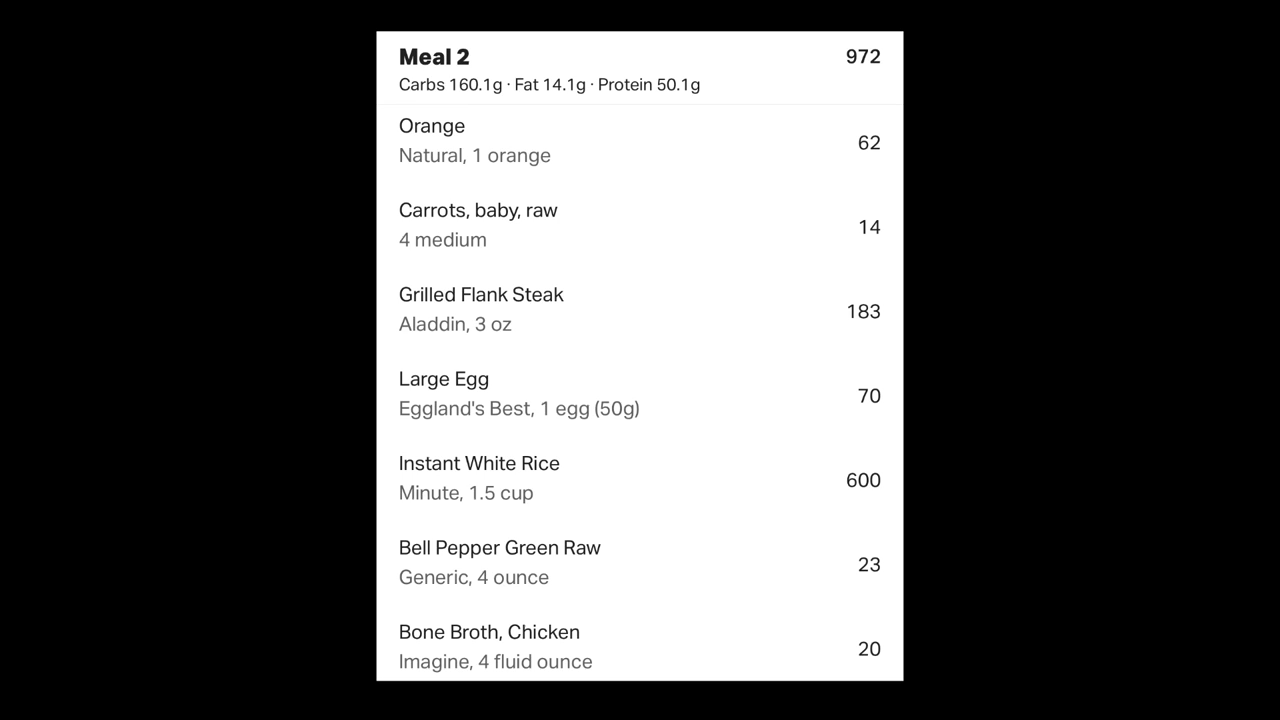 Meal 2 972
Carbs 160.1g · Fat 14.1g · Protein 50.1g
Orange
Natural, 1 orange
62
Carrots, baby, raw
4 medium
14
Grilled Flank Steak
Aladdin, 3 oz
183
Large Egg
Eggland's Best, 1 egg (50g)
70
Instant White Rice
Minute, 1.5 cup
600
Bell Pepper Green Raw
Generic, 4 ounce
23
Bone Broth, Chicken
Imagine, 4 fluid ounce
20